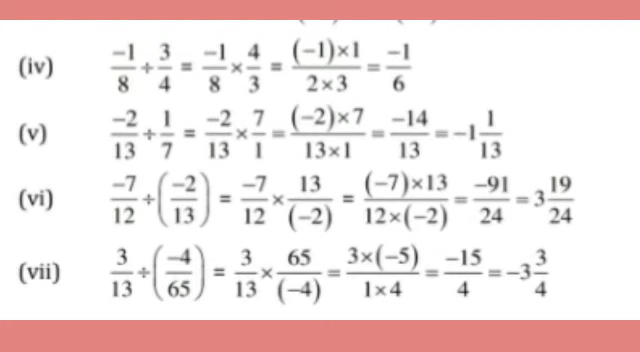 (iv) -1/8 ÷ 3/4 = -1/8 × 4/3 = (-1)×1/2×3 = -1/6
(v) -2/13 ÷ 1/7 = -2/13 × 7/1 = (-2)×7/13×1 = -14/13 = -1 1/13
(vi) -7/12 ÷ (-2/13) = -7/12 × 13/(-2) = (-7)×13/12×(-2) = -91/24 = 3 19/24
(vii) 3/13 ÷ (-4/65) = 3/13 × 65/(-4) = 3×(-5)/1×4 = -15/4 = -3 3/4